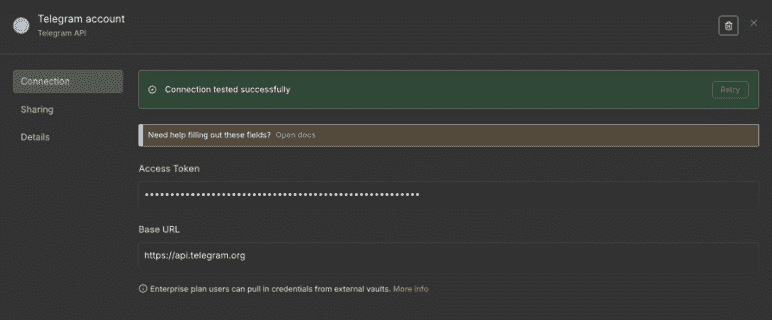 Telegram account
Telegram API
Connection
Sharing
Details
Connection tested successfully
Retry
Need help filling out these fields? Open docs
Access Token
Base URL
https://api.telegram.org
Enterprise plan users can pull in credentials from external vaults. More info